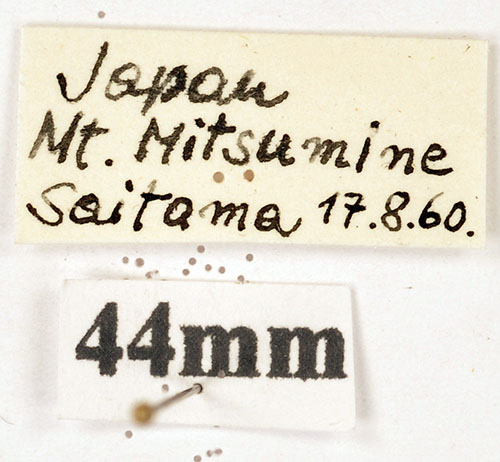 Japan
Mt. Mitsumine
Saitama 17.8.60.
44mm